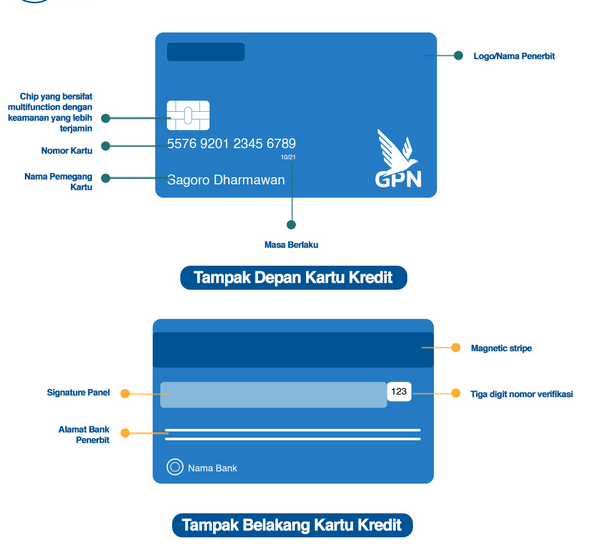 Logo/Nama Penerbit
Chip yang bersifat
multifunction dengan
keamanan yang lebih
terjamin
Nomor Kartu
5576 9201 2345 6789
10/21
Nama Pemegang
Kartu
Sagoro Dharmawan
GPN
Masa Berlaku
Tampak Depan Kartu Kredit
Magnetic stripe
Signature Panel
123
Tiga digit nomor verifikasi
Alamat Bank
Penerbit
Nama Bank
Tampak Belakang Kartu Kredit